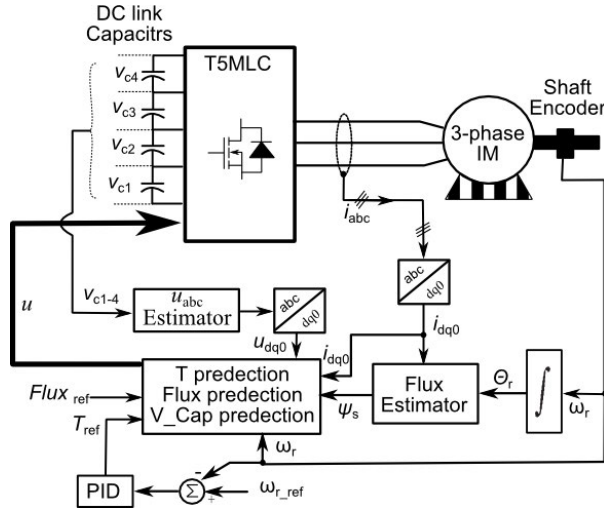 DC link
Capacitrs
T5MLC
Shaft
Encoder
v_c4
v_c3
v_c2
v_c1
3-phase
IM
i_abc
u
v_c1-4
u_abc
Estimator
abc
dq0
abc
dq0
u_dq0
i_dq0
i_dq0
T predection
Flux predection
V_Cap predection
Flux
Estimator
Θ_r
∫
ω_r
Flux_ref
T_ref
ψ_s
ω_r
PID
Σ
-
+
ω_r_ref